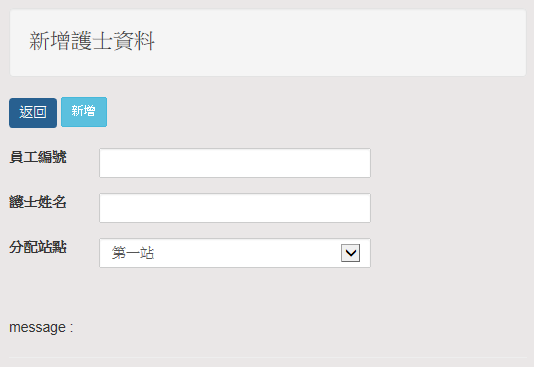 新增護士資料
返回 新增
員工編號
護士姓名
分配站點 第一站
message :